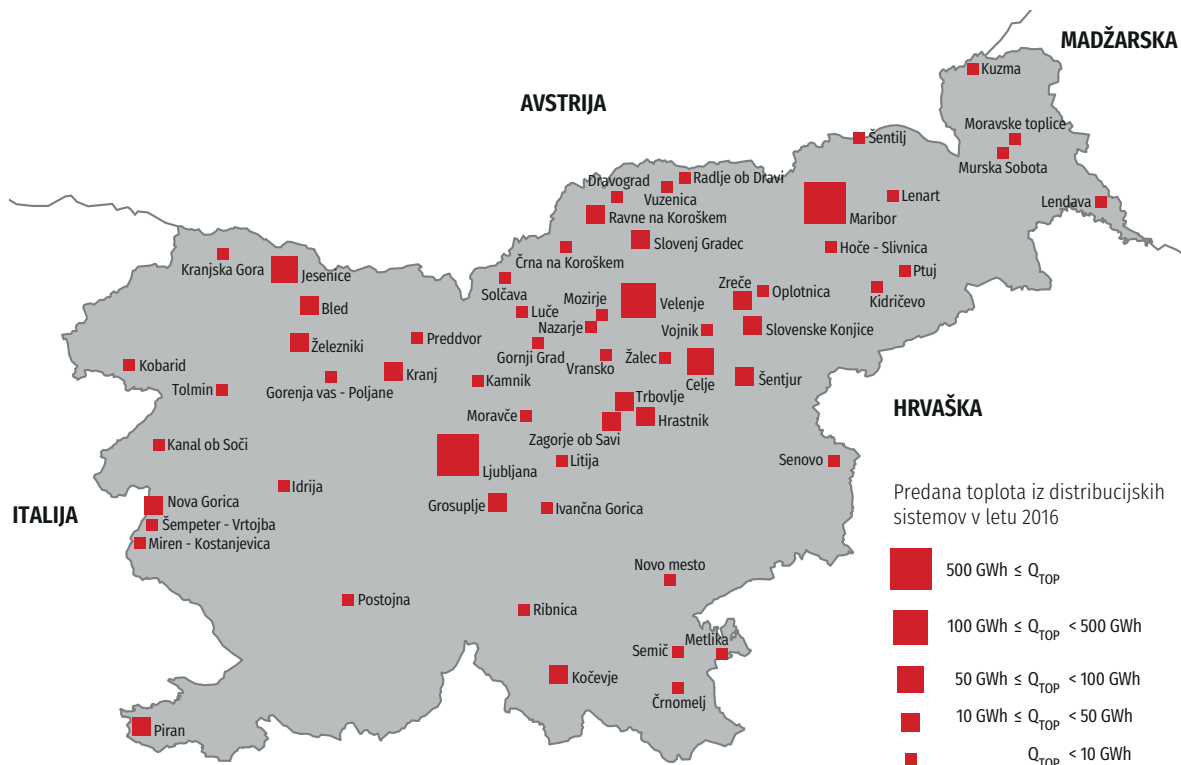 MADŽARSKA
Kuzma
AVSTRIJA
Moravske toplice
Šentilj
Murska Sobota
Dravograd
Radlje ob Dravi
Vuzenica
Lenart
Lendava
Ravne na Koroškem
Maribor
Slovenj Gradec
Hoče - Slivnica
Kranjska Gora
Črna na Koroškem
Jesenice
Ptuj
Zreče
Oplotnica
Kidričevo
Solčava
Mozirje
Velenje
Bled
Luče
Nazarje
Vojnik
Slovenske Konjice
Železniki
Preddvor
Gornji Grad
Vransko
Žalec
Kobarid
Kranj
Celje
Šentjur
Tolmin
Gorenja vas - Poljane
Kamnik
Trbovlje
HRVAŠKA
Moravče
Hrastnik
Zagorje ob Savi
Kanal ob Soči
Ljubljana
Litija
Senovo
Idrija
Nova Gorica
Grosuplje
Ivančna Gorica
ITALIJA
Šempeter - Vrtojba
Miren - Kostanjevica
Predana toplota iz distribucijskih
sistemov v letu 2016
Novo mesto
500 GWh ≤ QTOP
Postojna
Ribnica
100 GWh ≤ QTOP < 500 GWh
Metlika
Semič
Kočevje
50 GWh ≤ QTOP < 100 GWh
Črnomelj
10 GWh ≤ QTOP < 50 GWh
Piran
QTOP < 10 GWh